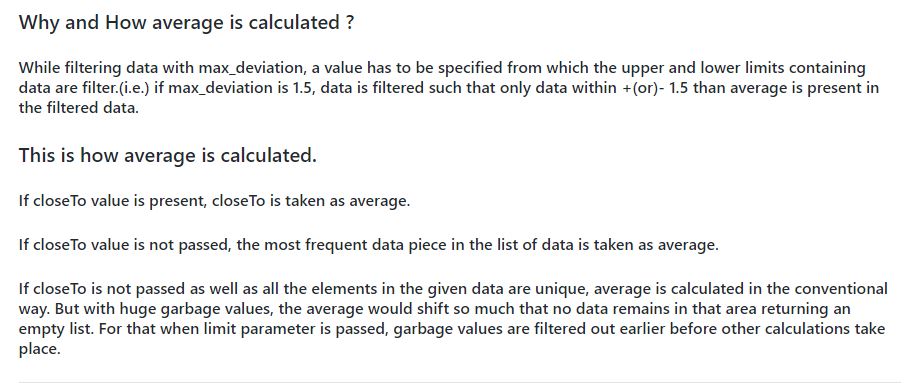 Why and How average is calculated ?
While filtering data with max_deviation, a value has to be specified from which the upper and lower limits containing
data are filter.(i.e.) if max_deviation is 1.5, data is filtered such that only data within +(or)- 1.5 than average is present in
the filtered data.
This is how average is calculated.
If closeTo value is present, closeTo is taken as average.
If closeTo value is not passed, the most frequent data piece in the list of data is taken as average.
If closeTo is not passed as well as all the elements in the given data are unique, average is calculated in the conventional
way. But with huge garbage values, the average would shift so much that no data remains in that area returning an
empty list. For that when limit parameter is passed, garbage values are filtered out earlier before other calculations take
place.